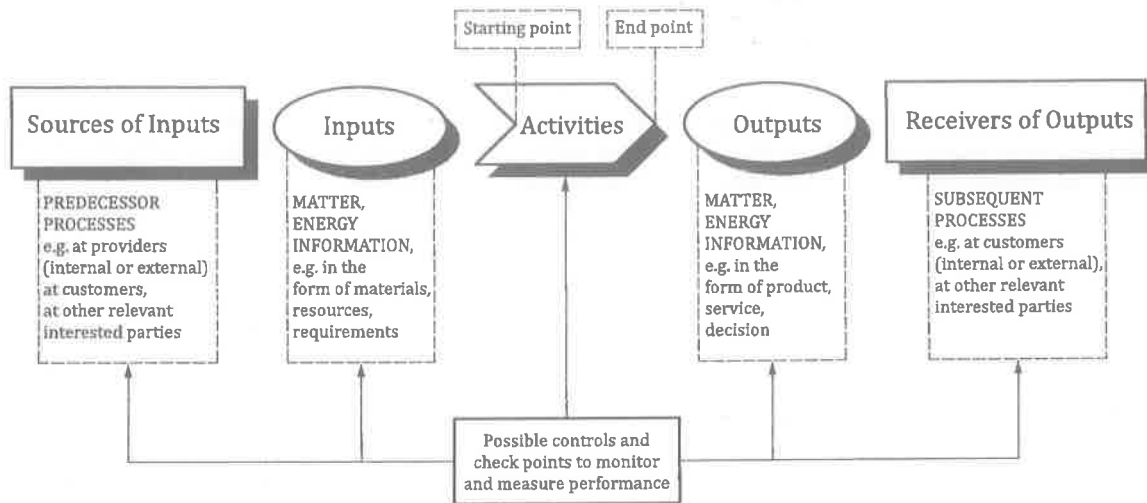 Starting point
End point
Sources of Inputs
Inputs
Activities
Outputs
Receivers of Outputs
PREDECESSOR
PROCESSES
e.g. at providers
(internal or external)
at customers,
at other relevant
interested parties
MATTER,
ENERGY
INFORMATION,
e.g. in the
form of materials,
resources,
requirements
MATTER,
ENERGY
INFORMATION,
e.g. in the
form of product,
service,
decision
SUBSEQUENT
PROCESSES
e.g. at customers
(internal or external),
at other relevant
interested parties
Possible controls and
check points to monitor
and measure performance